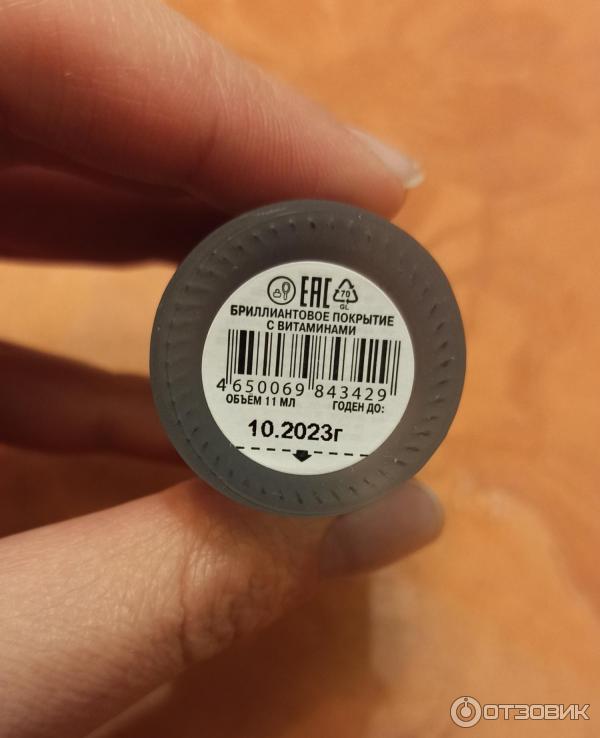 EAC
70
GL
БРИЛЛИАНТОВОЕ ПОКРЫТИЕ
С ВИТАМИНАМИ
4 650069 843429
ОБЪЁМ 11 МЛ ГОДЕН ДО:
10.2023г
ОТЗОВИК